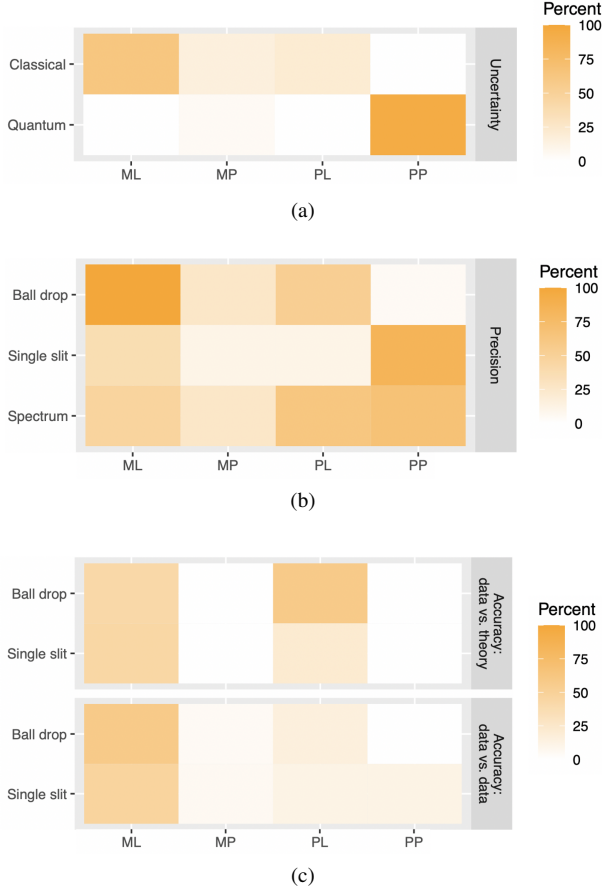 Percent
100
75
50
25
0
Classical
Quantum
Uncertainty
ML MP PL PP
(a)
Percent
100
75
50
25
0
Ball drop
Single slit
Spectrum
Precision
ML MP PL PP
(b)
Ball drop
Single slit
Accuracy:
data vs. theory
Percent
100
75
50
25
0
Ball drop
Single slit
Accuracy:
data vs. data
ML MP PL PP
(c)